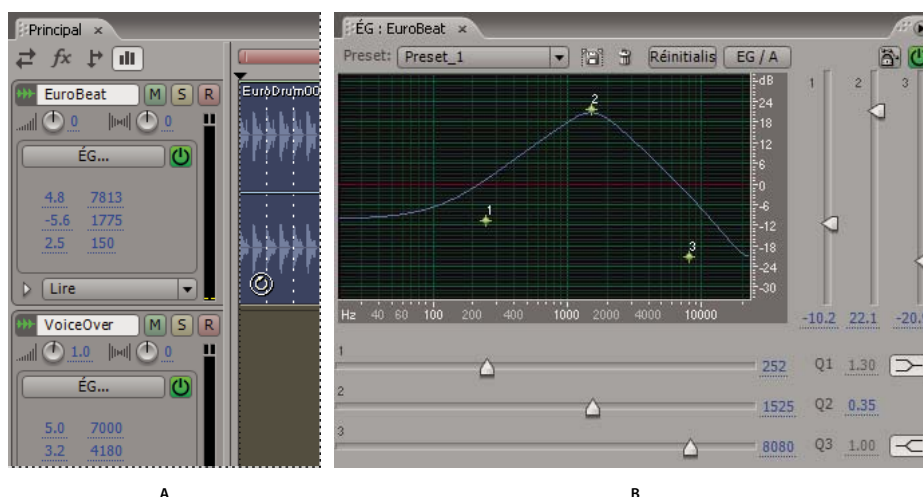 Principal ×
fx
EuroBeat M S R
0 0
ÉG...
4.8 7813
-5.6 1775
2.5 150
Lire
VoiceOver M S R
1.0 0
ÉG...
5.0 7000
3.2 4180
A
ÉG : EuroBeat ×
Preset: Preset_1 Réinitialis EG / A
1 2 3
-dB
24
18
12
6
0
-6
-12
-18
-24
-30
1
2
3
Hz 40 60 100 200 400 1000 2000 4000 10000
-10.2 22.1
1
252 Q1 1.30
2
1525 Q2 0.35
3
8080 Q3 1.00
B